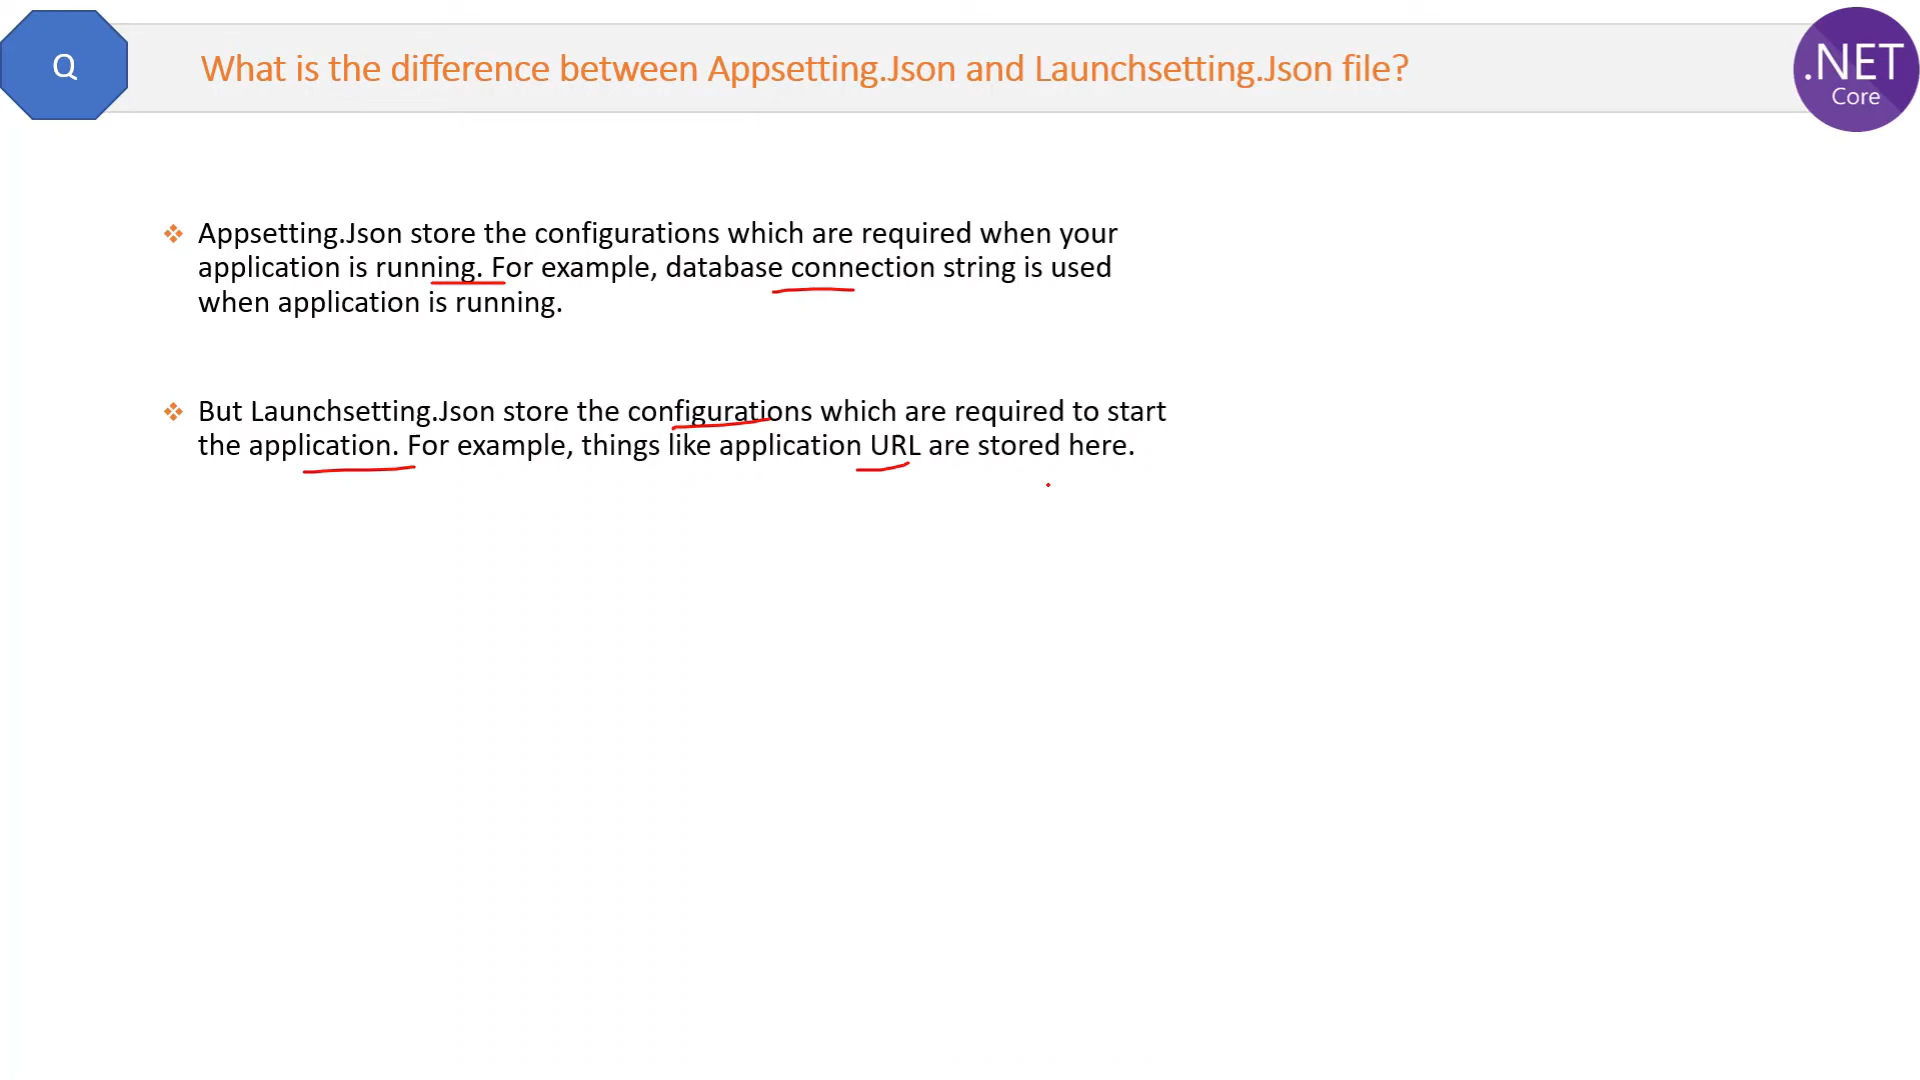 Q
What is the difference between Appsetting.Json and Launchsetting.Json file?
.NET
Core
Appsetting.Json store the configurations which are required when your
application is running. For example, database connection string is used
when application is running.
But Launchsetting.Json store the configurations which are required to start
the application. For example, things like application URL are stored here.